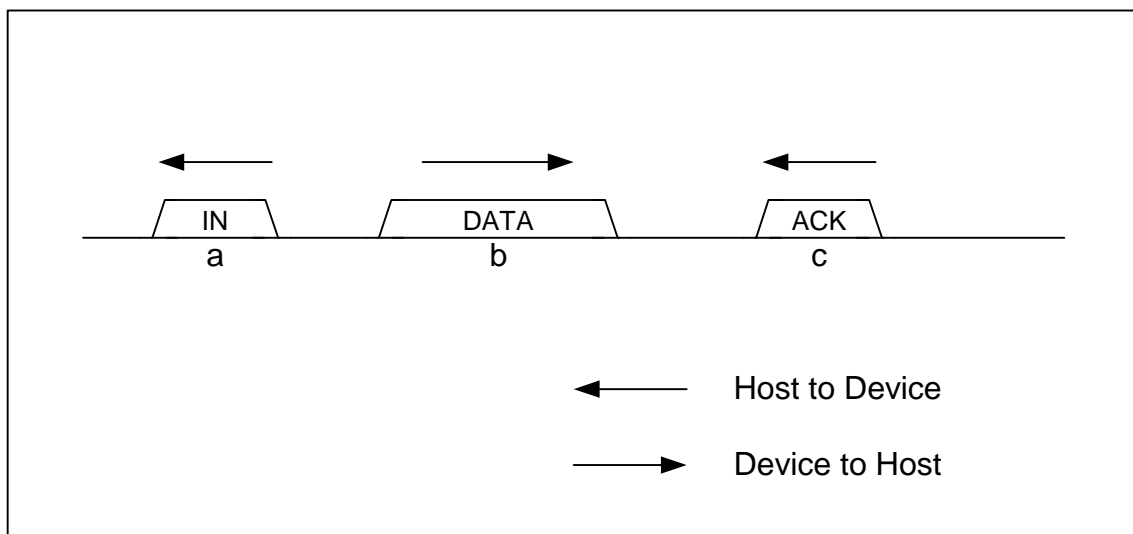 IN DATA ACK
a b c
Host to Device
Device to Host